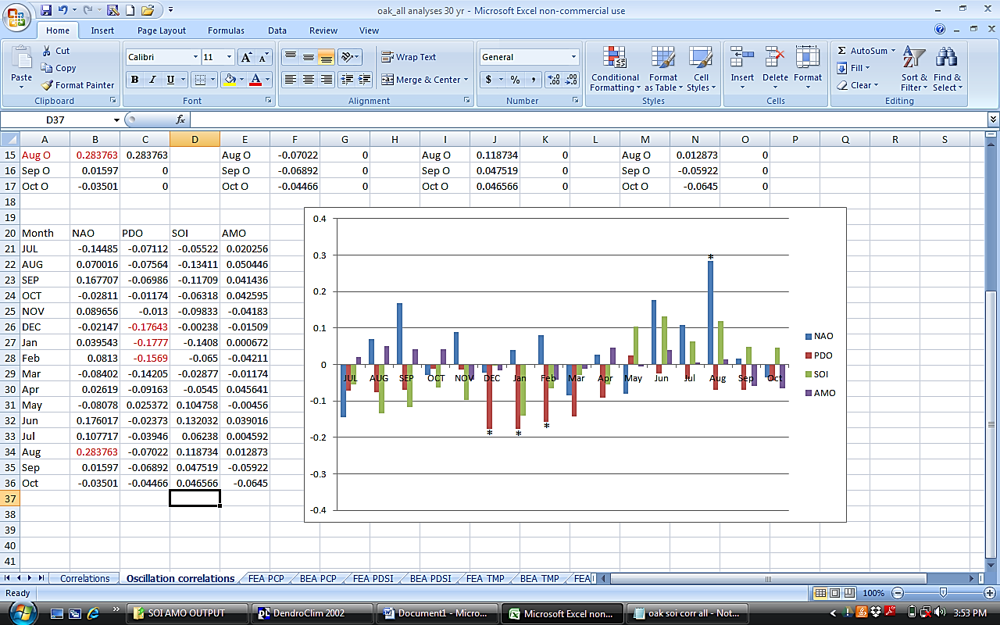 oak_all analyses 30 yr - Microsoft Excel non-commercial use
Home Insert Page Layout Formulas Data Review View
Paste Cut Copy Format Painter
Calibri 11
B I U A A A
Wrap Text
Merge & Center
General
$ % ,
Conditional Formatting Format as Table Cell Styles
Insert Delete Format
AutoSum Fill Clear
Sort & Filter Find & Select
Clipboard Font Alignment Number Styles Cells Editing
D37 fx
A B C D E F G H I J K L M N O P Q R S
15 Aug O 0.283763 0.283763 Aug O -0.07022 0 Aug O 0.118734 0 Aug O 0.012873 0
16 Sep O 0.01597 0 Sep O -0.06892 0 Sep O 0.047519 0 Sep O -0.05922 0
17 Oct O -0.03501 0 Oct O -0.04466 0 Oct O 0.046566 0 Oct O -0.0645 0
18
19
20 Month NAO PDO SOI AMO
21 JUL -0.14485 -0.07112 -0.05522 0.020256
22 AUG 0.070016 -0.07564 -0.13411 0.050446
23 SEP 0.167707 -0.06986 -0.11709 0.041436
24 OCT -0.02811 -0.01174 -0.06318 0.042595
25 NOV 0.089656 -0.013 -0.09833 -0.04183
26 DEC -0.02147 -0.17643 -0.00238 -0.01509
27 Jan 0.039543 -0.1777 -0.1408 0.000672
28 Feb 0.0813 -0.1569 -0.065 -0.04211
29 Mar -0.08402 -0.14205 -0.02877 -0.01174
30 Apr 0.02619 -0.09163 -0.0545 0.045641
31 May -0.08078 0.025372 0.104758 -0.00456
32 Jun 0.176017 -0.02373 0.132032 0.039016
33 Jul 0.107717 -0.03946 0.06238 0.004592
34 Aug 0.283763 -0.07022 0.118734 0.012873
35 Sep 0.01597 -0.06892 0.047519 -0.05922
36 Oct -0.03501 -0.04466 0.046566 -0.0645
37
38
39
40
41
0.4
0.3 *
0.2
0.1
0
JUL AUG SEP OCT NOV DEC Jan Feb Mar Apr May Jun Jul Aug Sep Oct
-0.1
-0.2 * * *
-0.3
-0.4
NAO
PDO
SOI
AMO
Correlations Oscillation correlations FEA PCP BEA PCP FEA PDSI BEA PDSI FEA TMP BEA TMP FEA
Ready 100%
SOI AMO OUTPUT DendroClim 2002 Document1 - Micro... Microsoft Excel non... oak soi corr all - Not... 3:53 PM